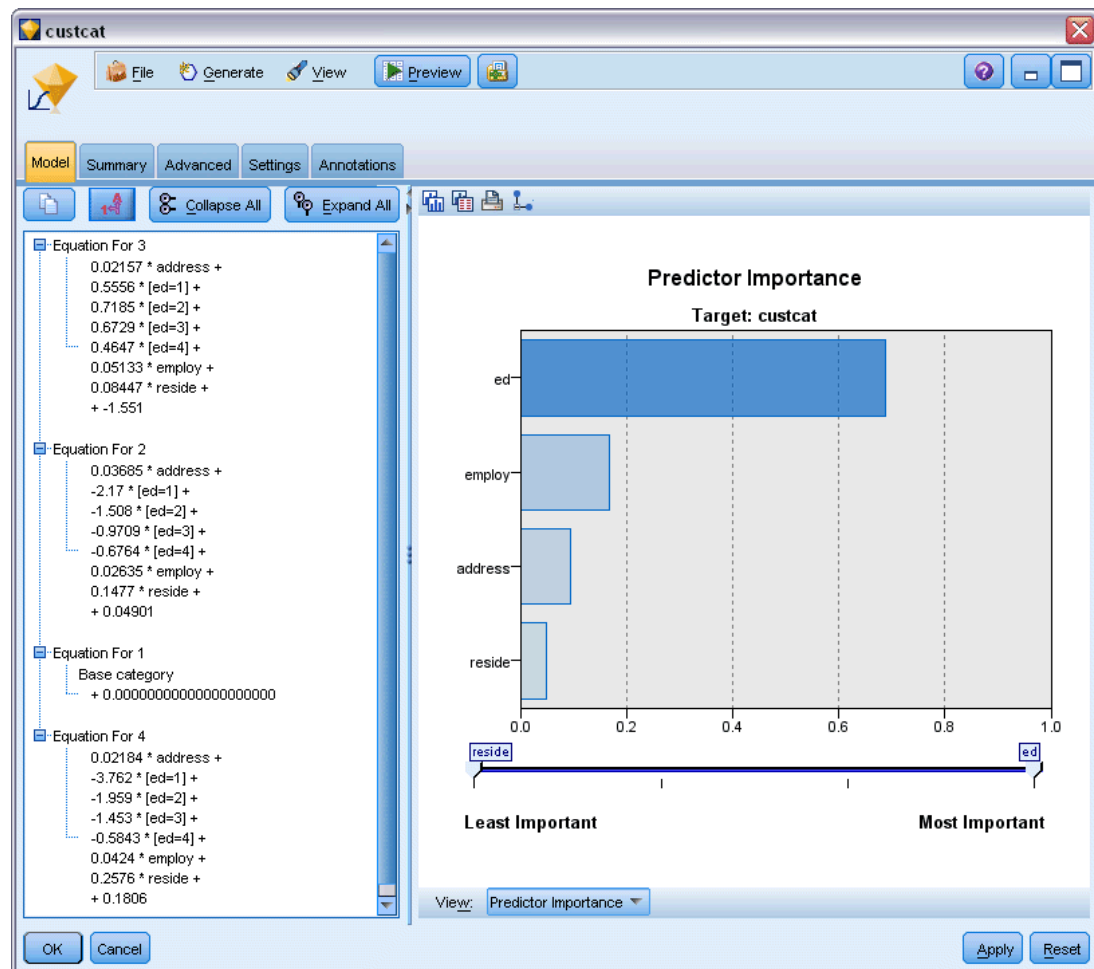 custcat
File Generate View Preview
Model Summary Advanced Settings Annotations
Collapse All Expand All
Equation For 3
0.02157 * address +
0.5556 * [ed=1] +
0.7185 * [ed=2] +
0.6729 * [ed=3] +
0.4647 * [ed=4] +
0.05133 * employ +
0.08447 * reside +
+ -1.551
Equation For 2
0.03685 * address +
-2.17 * [ed=1] +
-1.508 * [ed=2] +
-0.9709 * [ed=3] +
-0.6764 * [ed=4] +
0.02635 * employ +
0.1477 * reside +
+ 0.04901
Equation For 1
Base category
+ 0.00000000000000000000
Equation For 4
0.02184 * address +
-3.762 * [ed=1] +
-1.959 * [ed=2] +
-1.453 * [ed=3] +
-0.5843 * [ed=4] +
0.0424 * employ +
0.2576 * reside +
+ 0.1806
Predictor Importance
Target: custcat
ed
employ
address
reside
0.0 0.2 0.4 0.6 0.8 1.0
reside ed
Least Important Most Important
View: Predictor Importance
OK Cancel Apply Reset